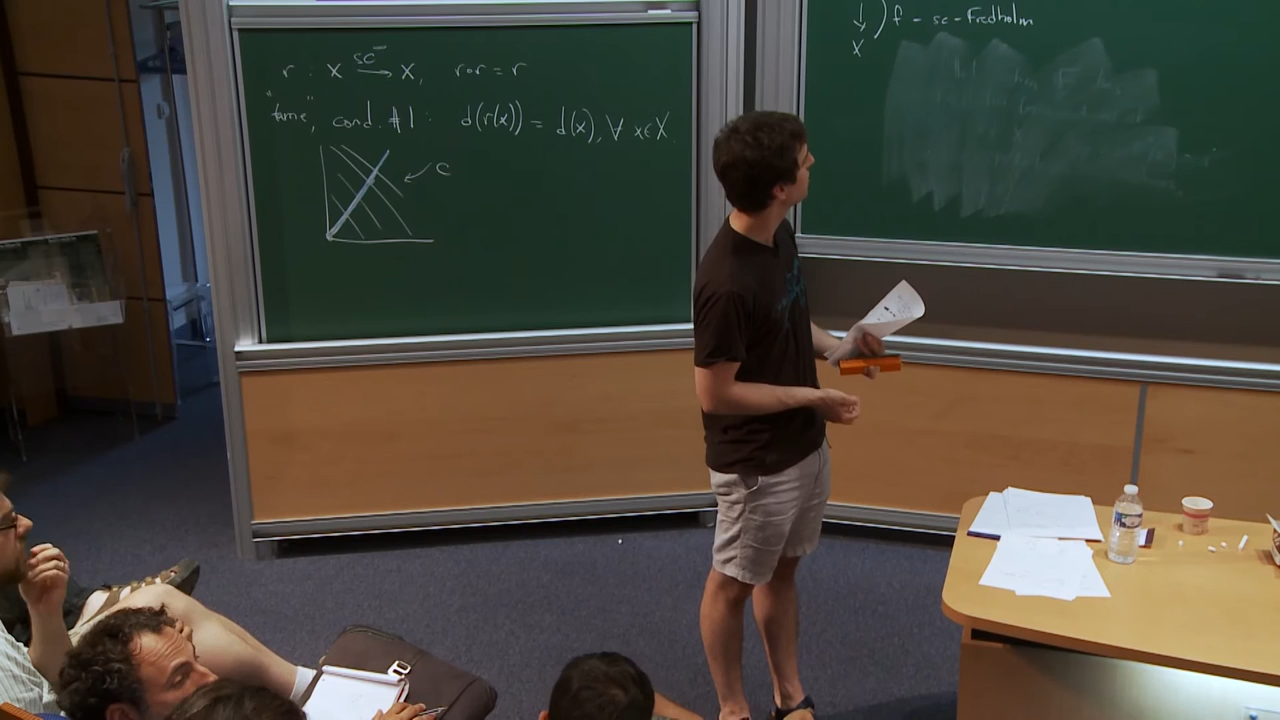 r : X sc⁻→ X, r∘r = r
"tame", cond. #1: d(r(x)) = d(x), ∀ x∈X.
C
↓ ) f - sc-Fredholm
X